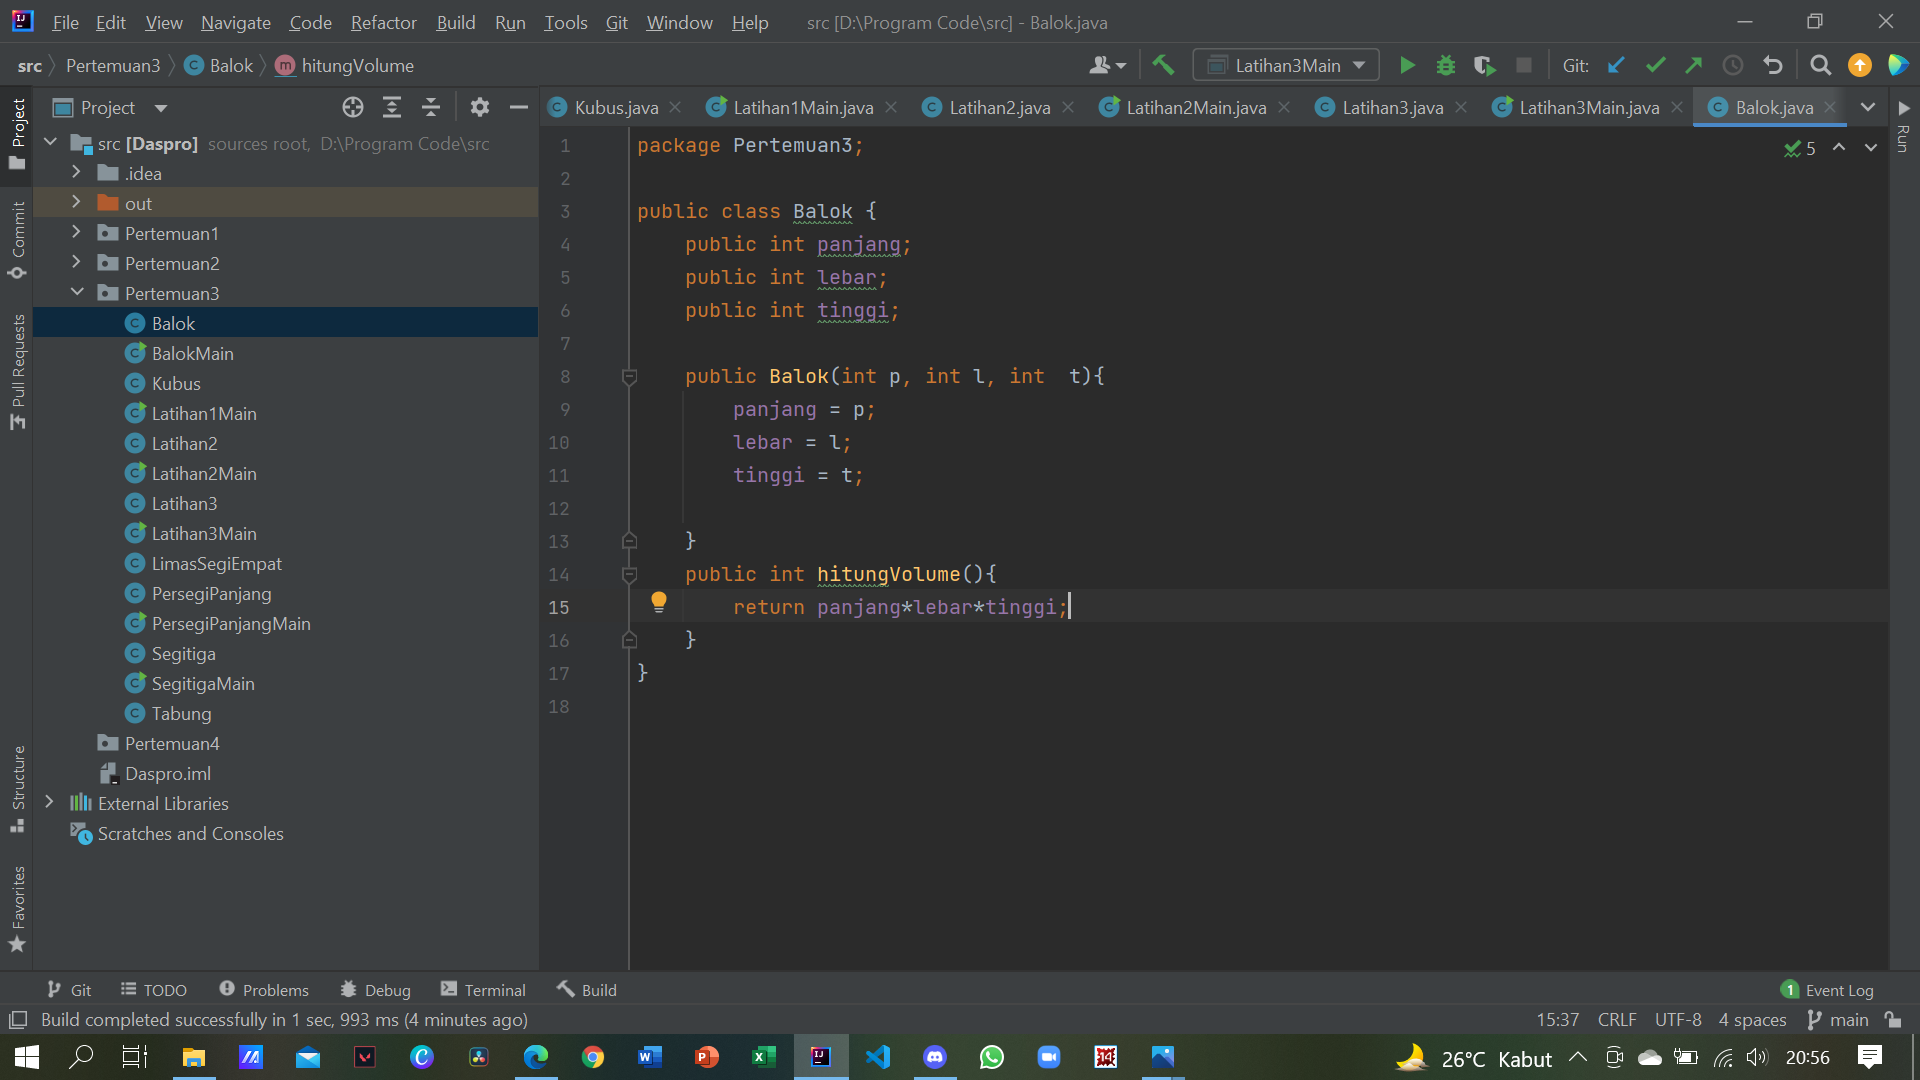 File Edit View Navigate Code Refactor Build Run Tools Git Window Help src [D:\Program Code\src] - Balok.java
src Pertemuan3 Balok m hitungVolume Latihan3Main Git:
Project Kubus.java Latihan1Main.java Latihan2.java Latihan2Main.java Latihan3.java Latihan3Main.java Balok.java
Project
Commit
Pull Requests
Structure
Favorites
Run
src [Daspro] sources root, D:\Program Code\src
.idea
out
Pertemuan1
Pertemuan2
Pertemuan3
Balok
BalokMain
Kubus
Latihan1Main
Latihan2
Latihan2Main
Latihan3
Latihan3Main
LimasSegiEmpat
PersegiPanjang
PersegiPanjangMain
Segitiga
SegitigaMain
Tabung
Pertemuan4
Daspro.iml
External Libraries
Scratches and Consoles
5
1 package Pertemuan3;
2
3 public class Balok {
4 public int panjang;
5 public int lebar;
6 public int tinggi;
7
8 public Balok(int p, int l, int  t){
9 panjang = p;
10 lebar = l;
11 tinggi = t;
12
13 }
14 public int hitungVolume(){
15 return panjang*lebar*tinggi;
16 }
17 }
18
Git TODO Problems Debug Terminal Build 1 Event Log
Build completed successfully in 1 sec, 993 ms (4 minutes ago) 15:37 CRLF UTF-8 4 spaces main
26°C Kabut 20:56